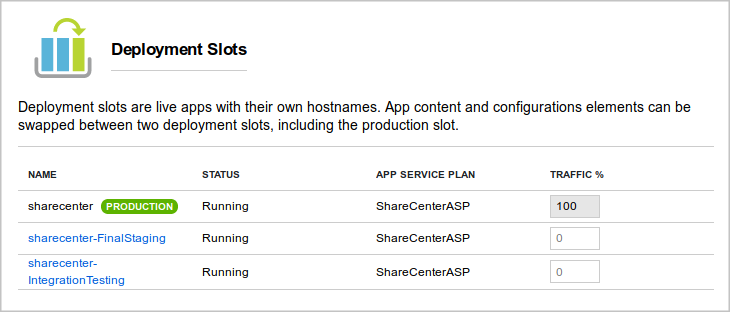 Deployment Slots
Deployment slots are live apps with their own hostnames. App content and configurations elements can be
swapped between two deployment slots, including the production slot.
NAME STATUS APP SERVICE PLAN TRAFFIC %
sharecenter PRODUCTION Running ShareCenterASP 100
sharecenter-FinalStaging Running ShareCenterASP 0
sharecenter-
IntegrationTesting Running ShareCenterASP 0